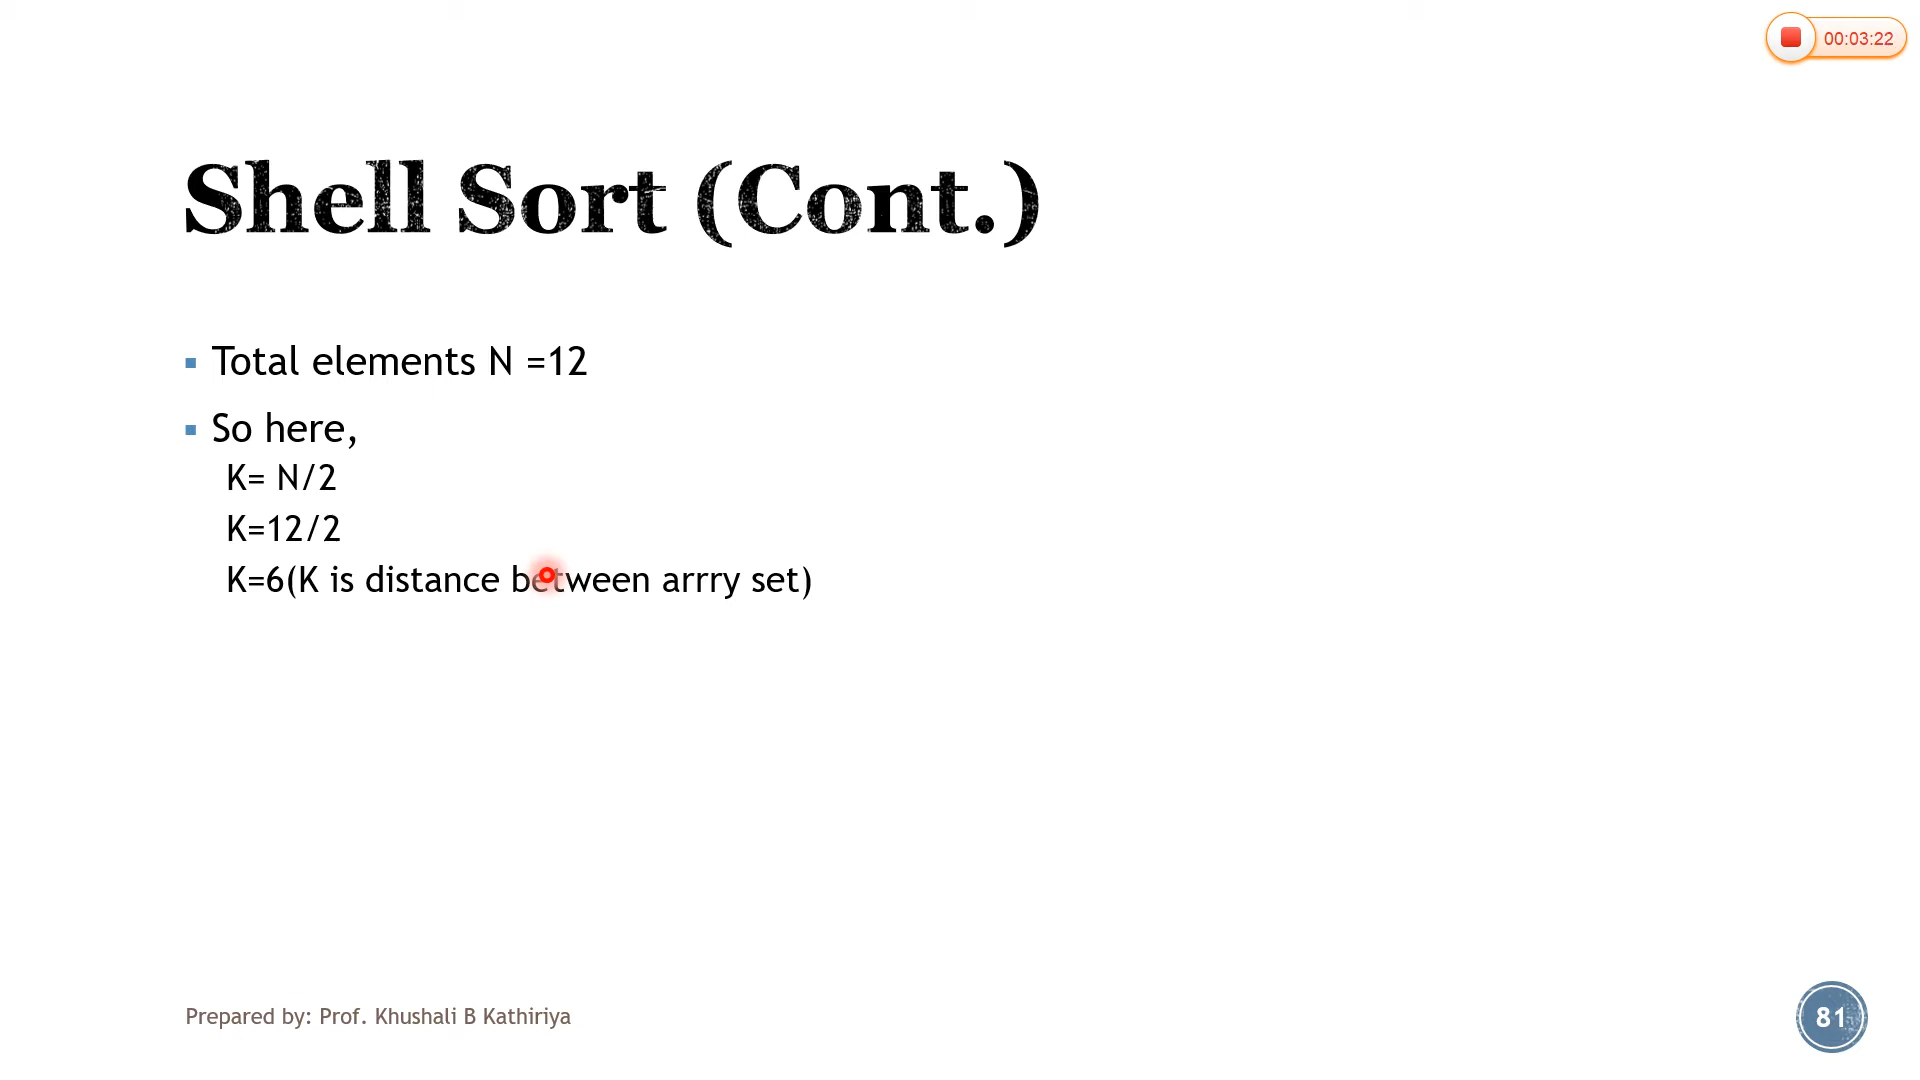 00:03:22
Shell Sort (Cont.)
▪ Total elements N =12
▪ So here,
K= N/2
K=12/2
K=6(K is distance between arrry set)
Prepared by: Prof. Khushali B Kathiriya
81